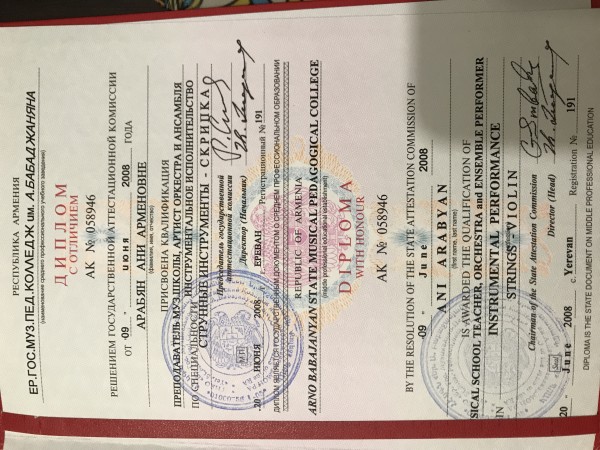 РЕСПУБЛИКА АРМЕНИЯ
ЕР.ГОС.МУЗ.ПЕД.КОЛЛЕДЖ ИМ. А.БАБАДЖАНЯНА
(наименование среднего профессионального учебного заведения)
ДИПЛОМ
С ОТЛИЧИЕМ
АК № 058946
РЕШЕНИЕМ ГОСУДАРСТВЕННОЙ АТТЕСТАЦИОННОЙ КОМИССИИ
ОТ «09» июня 2008 ГОДА
АРАБЯН АНИ АРМЕНОВНЕ
(фамилия, имя, отчество)
ПРИСВОЕНА КВАЛИФИКАЦИЯ
ПРЕПОДАВАТЕЛЬ МУЗ.ШКОЛЫ, АРТИСТ ОРКЕСТРА И АНСАМБЛЯ
ПО СПЕЦИАЛЬНОСТИ ИНСТРУМЕНТАЛЬНОЕ ИСПОЛНИТЕЛЬСТВО
СТРУННЫЕ ИНСТРУМЕНТЫ - СКРИПКА
Председатель государственной
аттестационной комиссии
Директор (Начальник)
МП
"20" ИЮНЯ 2008 ЕРЕВАН Регистрационный № 191
ДИПЛОМ ЯВЛЯЕТСЯ ГОСУДАРСТВЕННЫМ ДОКУМЕНТОМ О СРЕДНЕМ ПРОФЕССИОНАЛЬНОМ ОБРАЗОВАНИИ
REPUBLIC OF ARMENIA
ARNO BABAJANYAN STATE MUSICAL PEDAGOGICAL COLLEGE
(middle professional educational establishment)
DIPLOMA
WITH HONOUR
AK № 058946
BY THE RESOLUTION OF THE STATE ATTESTATION COMMISSION OF
«09» June 2008
ANI ARABYAN
(first name, last name)
IS AWARDED THE QUALIFICATION OF
SICAL SCHOOL TEACHER, ORCHESTRA and ENSEMBLE PERFORMER
IN INSTRUMENTAL PERFORMANCE
STRINGS - VIOLIN
Chairman of the State Attestation Commission
Director (Head)
Seal
"20" June 2008 c. Yerevan Registration № 191
DIPLOMA IS THE STATE DOCUMENT ON MIDDLE PROFESSIONAL EDUCATION